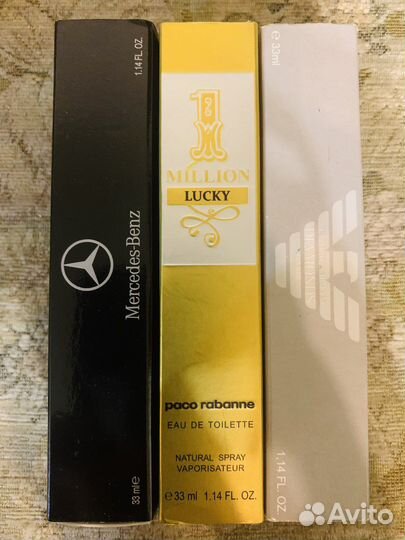 1.14 FL. OZ.
Mercedes-Benz
33 ml e
1
MILLION
LUCKY
paco rabanne
EAU DE TOILETTE
NATURAL SPRAY
VAPORISATEUR
e 33 ml 1.14 FL. OZ.
e 33ml
1.14 FL. OZ.
Avito